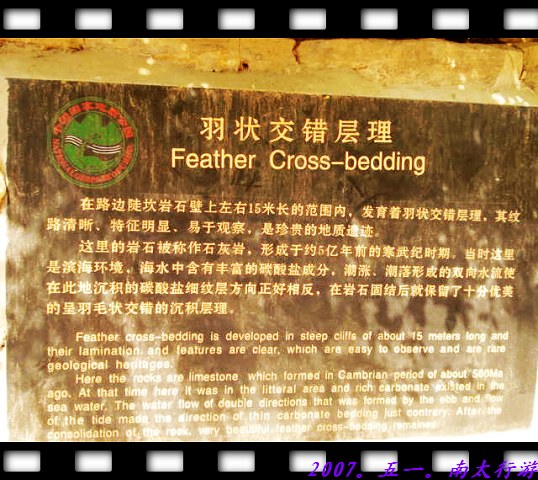 羽状交错层理
Feather Cross-bedding
在路边陡坎岩石壁上左右15米长的范围内，发育着羽状交错层理，其纹
路清晰、特征明显、易于观察，是珍贵的地质遗迹。
这里的岩石被称作石灰岩，形成于约5亿年前的寒武纪时期。当时这里
是滨海环境，海水中含有丰富的碳酸盐成分，潮涨、潮落形成的双向水流使
在此地沉积的碳酸盐细纹层方向正好相反，在岩石固结后就保留了十分优美
的呈羽毛状交错的沉积层理。
Feather cross-bedding is developed in steep cliffs of about 15 meters long and
their lamination and features are clear, which are easy to observe and are rare
geological heritages.
Here the rocks are limestone which formed in Cambrian period of about 500Ma
ago. At that time here it was in the litteral area and rich carbonate existed in the
sea water. The water flow of double directions that was formed by the ebb and flow
of the tide made the direction of this carbonate bedding just contrary. After the
consolidation of the rock, very beautiful feather cross-bedding remained
2007。五一。南太行游